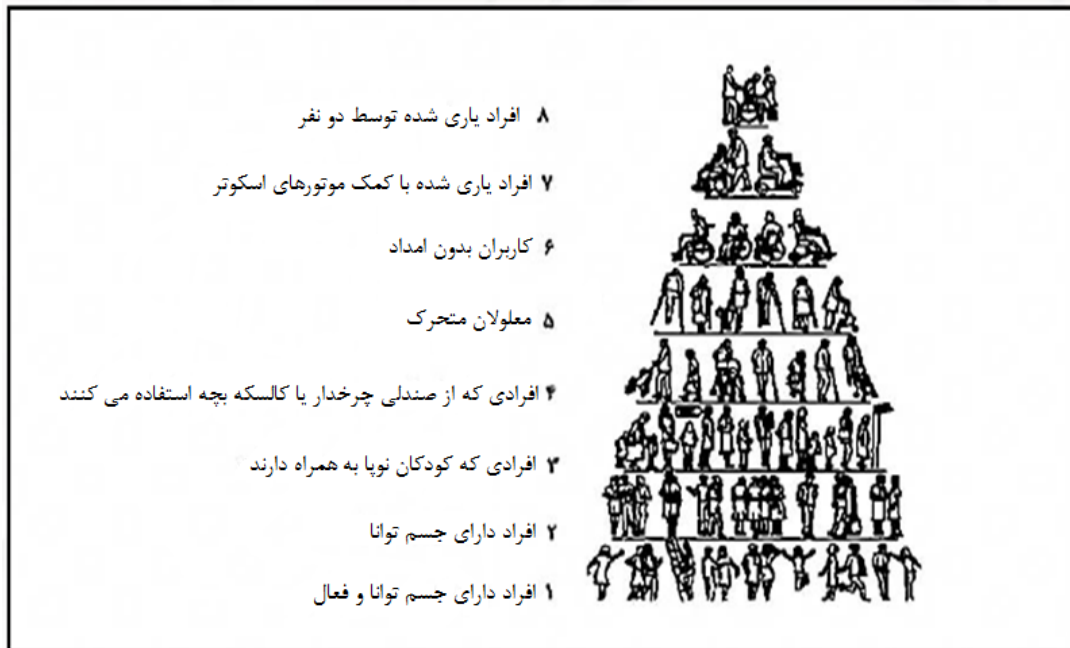 ۸ افراد یاری شده توسط دو نفر
۷ افراد یاری شده با کمک موتورهای اسکوتر
۶ کاربران بدون امداد
۵ معلولان متحرک
۴ افرادی که از صندلی چرخدار یا کالسکه بچه استفاده می کنند
۳ افرادی که کودکان نوپا به همراه دارند
۲ افراد دارای جسم توانا
۱ افراد دارای جسم توانا و فعال